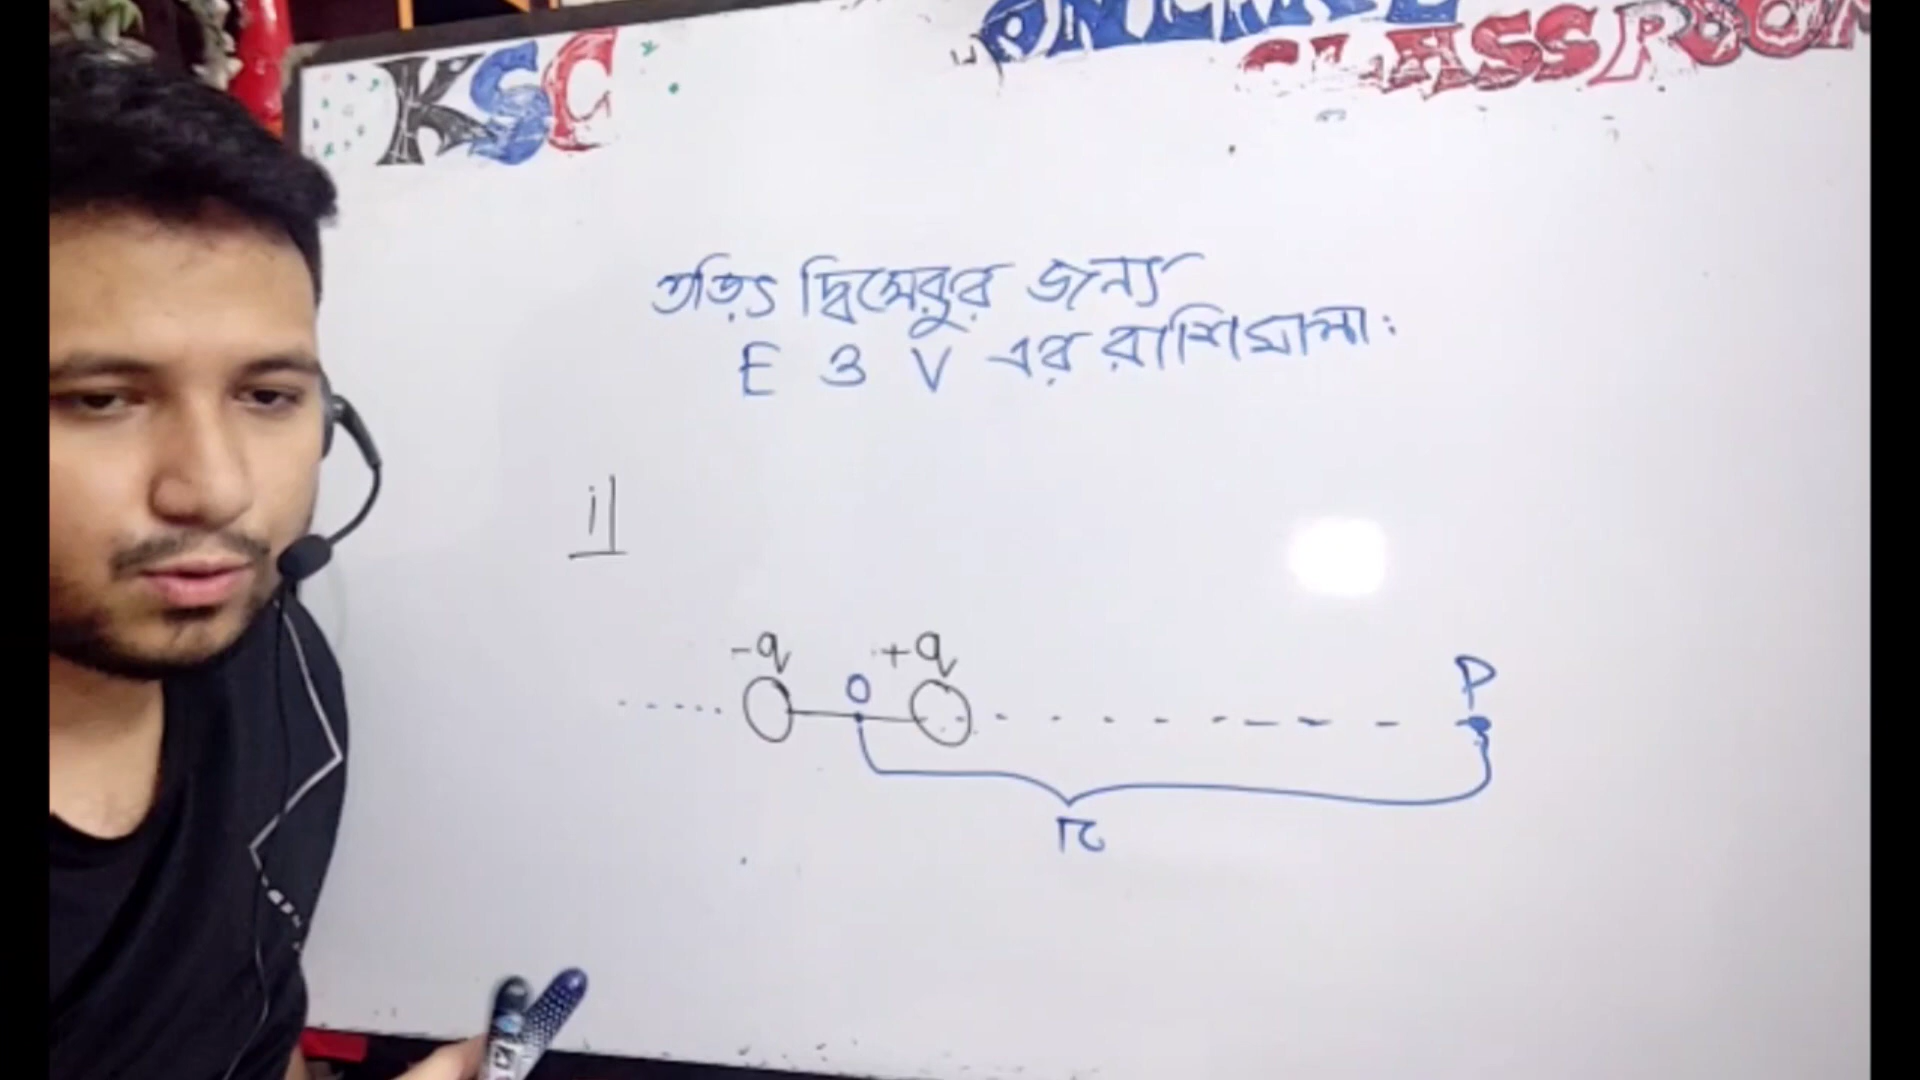 KSC
CLASSROOM
তড়িৎ দ্বিমেরুর জন্য
E ও V এর রাশিমালা:
i
-q
+q
O
P
r